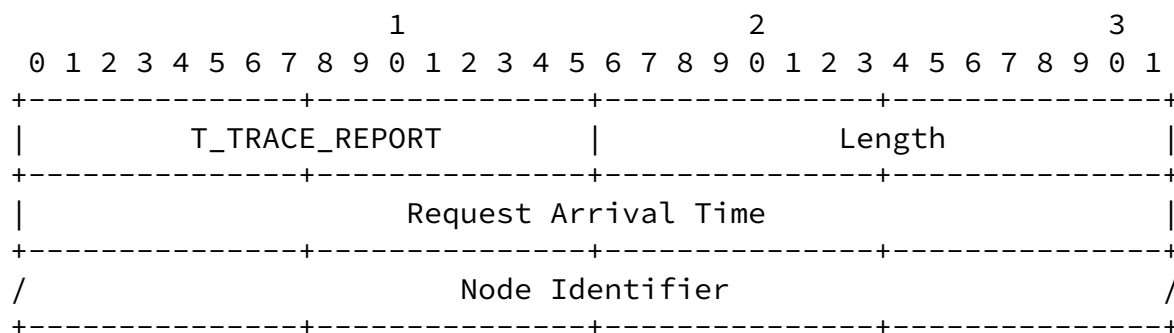 1                   2                   3
 0 1 2 3 4 5 6 7 8 9 0 1 2 3 4 5 6 7 8 9 0 1 2 3 4 5 6 7 8 9 0 1
+---------------+---------------+---------------+---------------+
|         T_TRACE_REPORT        |             Length            |
+---------------+---------------+---------------+---------------+
|                     Request Arrival Time                      |
+---------------+---------------+---------------+---------------+
/                        Node Identifier                        /
+---------------+---------------+---------------+---------------+